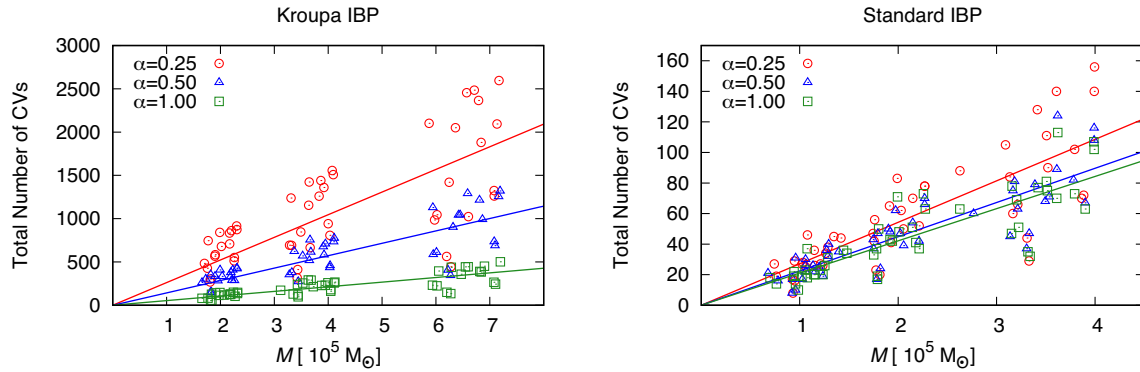 Kroupa IBP
Total Number of CVs
3000
2500
2000
1500
1000
500
0
α=0.25
α=0.50
α=1.00
1 2 3 4 5 6 7
M [ 10⁵ M☉]
Standard IBP
Total Number of CVs
160
140
120
100
80
60
40
20
0
α=0.25
α=0.50
α=1.00
0 1 2 3 4
M [ 10⁵ M☉]